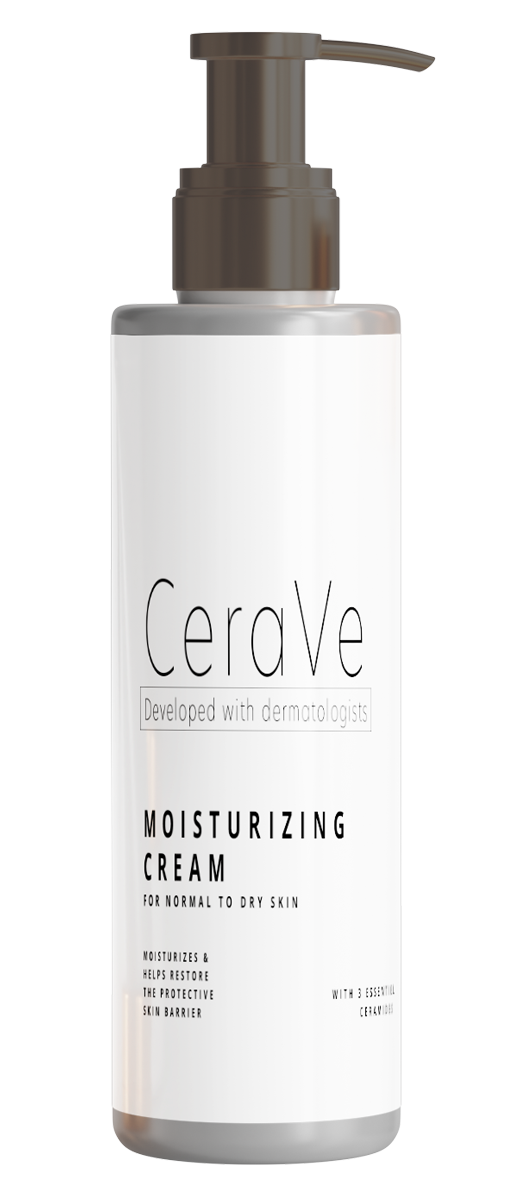 CeraVe
Developed with dermatologists
MOISTURIZING
CREAM
FOR NORMAL TO DRY SKIN
MOISTURIZES &
HELPS RESTORE
THE PROTECTIVE
SKIN BARRIER
WITH 3 ESSENTIAL
CERAMIDES